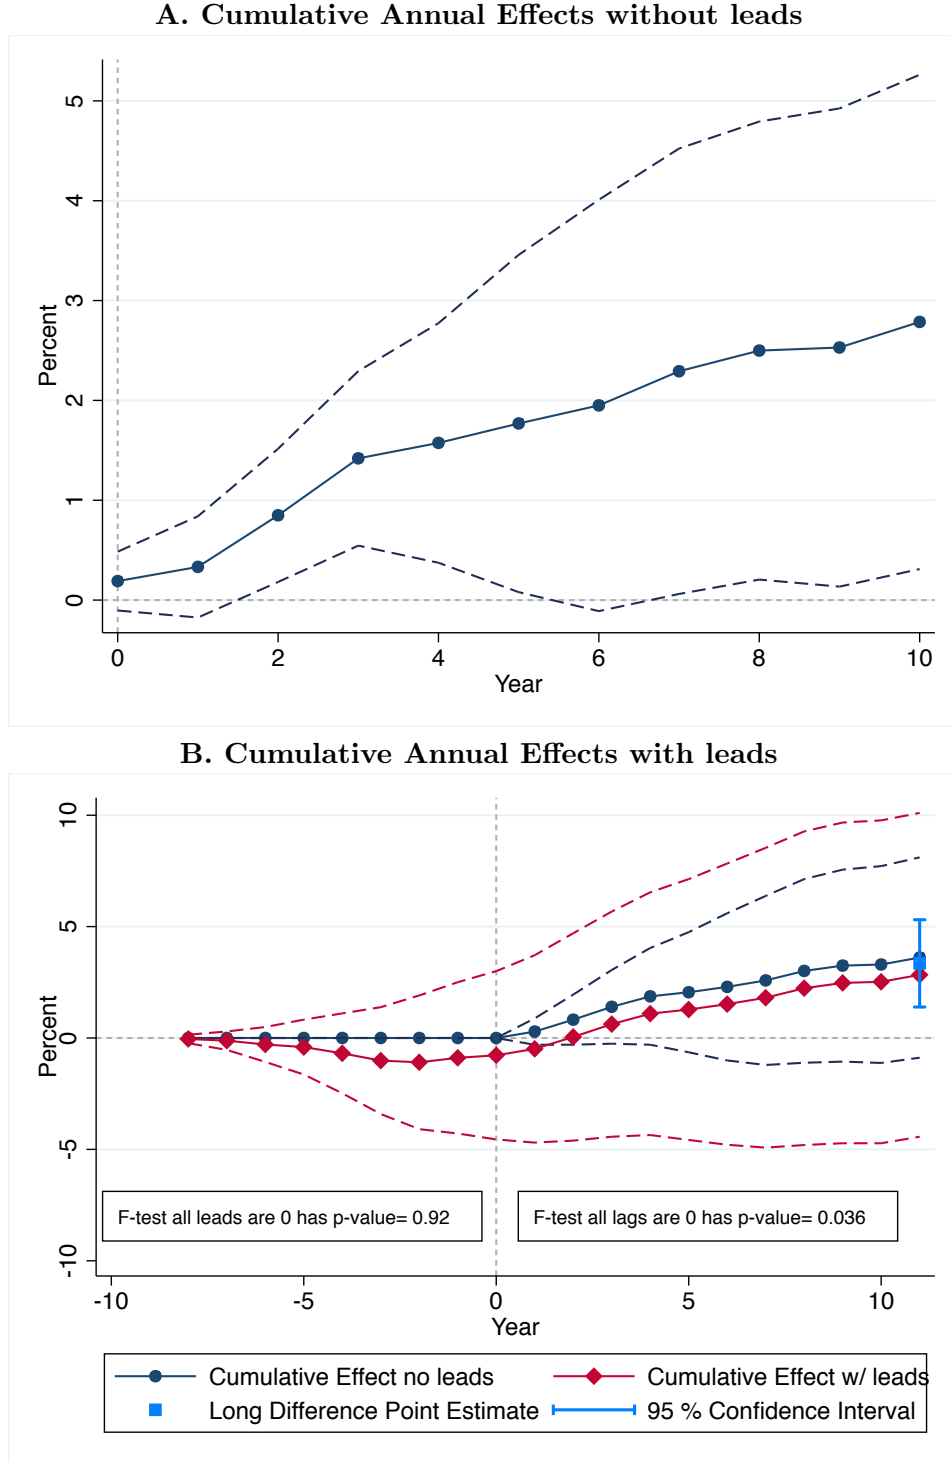 A. Cumulative Annual Effects without leads
5
4
3
2
1
0
Percent
0 2 4 6 8 10
Year
B. Cumulative Annual Effects with leads
10
5
0
-5
-10
Percent
F-test all leads are 0 has p-value= 0.92
F-test all lags are 0 has p-value= 0.036
-10 -5 0 5 10
Year
Cumulative Effect no leads
Cumulative Effect w/ leads
Long Difference Point Estimate
95 % Confidence Interval